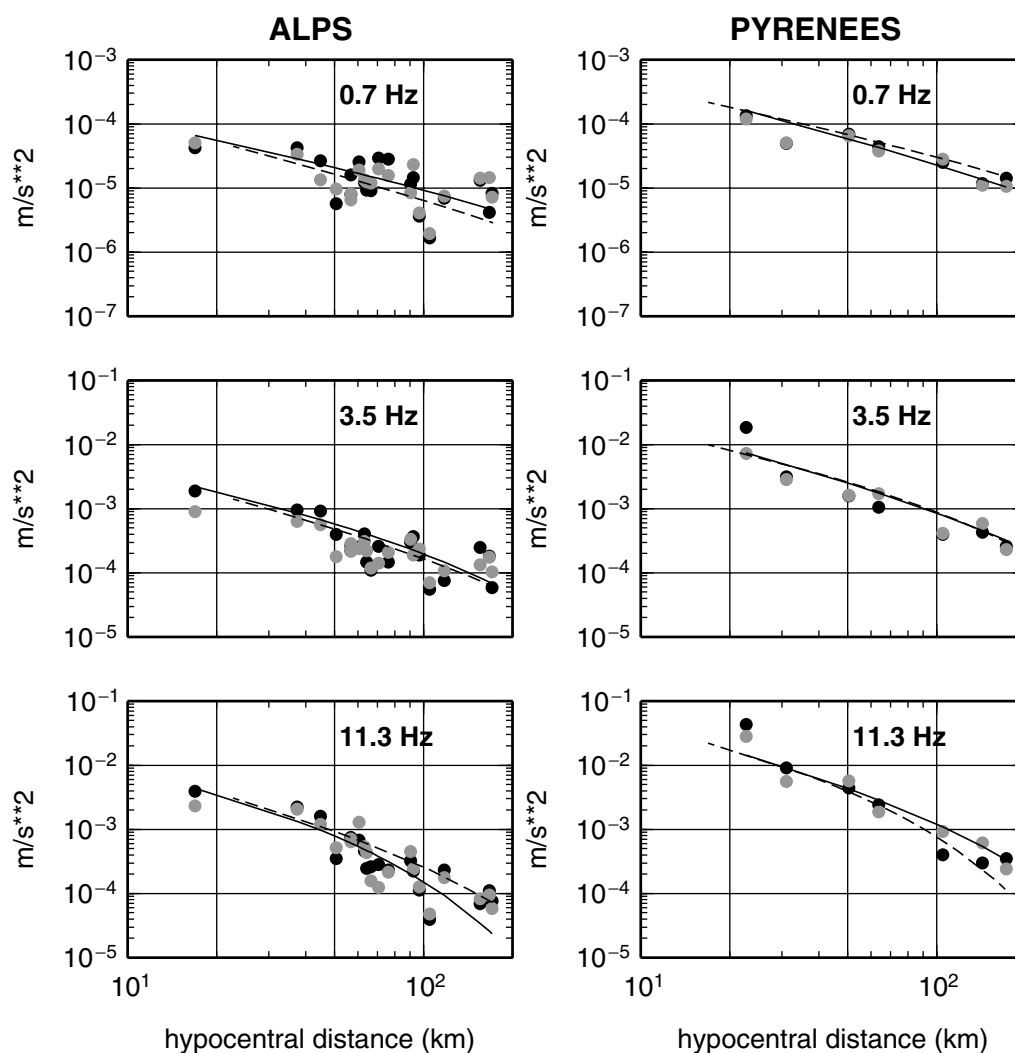 ALPS
PYRENEES
10⁻³
10⁻⁴
10⁻⁵
10⁻⁶
10⁻⁷
m/s**2
0.7 Hz
10⁻³
10⁻⁴
10⁻⁵
10⁻⁶
10⁻⁷
m/s**2
0.7 Hz
10⁻¹
10⁻²
10⁻³
10⁻⁴
10⁻⁵
m/s**2
3.5 Hz
10⁻¹
10⁻²
10⁻³
10⁻⁴
10⁻⁵
m/s**2
3.5 Hz
10⁻¹
10⁻²
10⁻³
10⁻⁴
10⁻⁵
m/s**2
11.3 Hz
10¹
10²
hypocentral distance (km)
10⁻¹
10⁻²
10⁻³
10⁻⁴
10⁻⁵
m/s**2
11.3 Hz
10¹
10²
hypocentral distance (km)